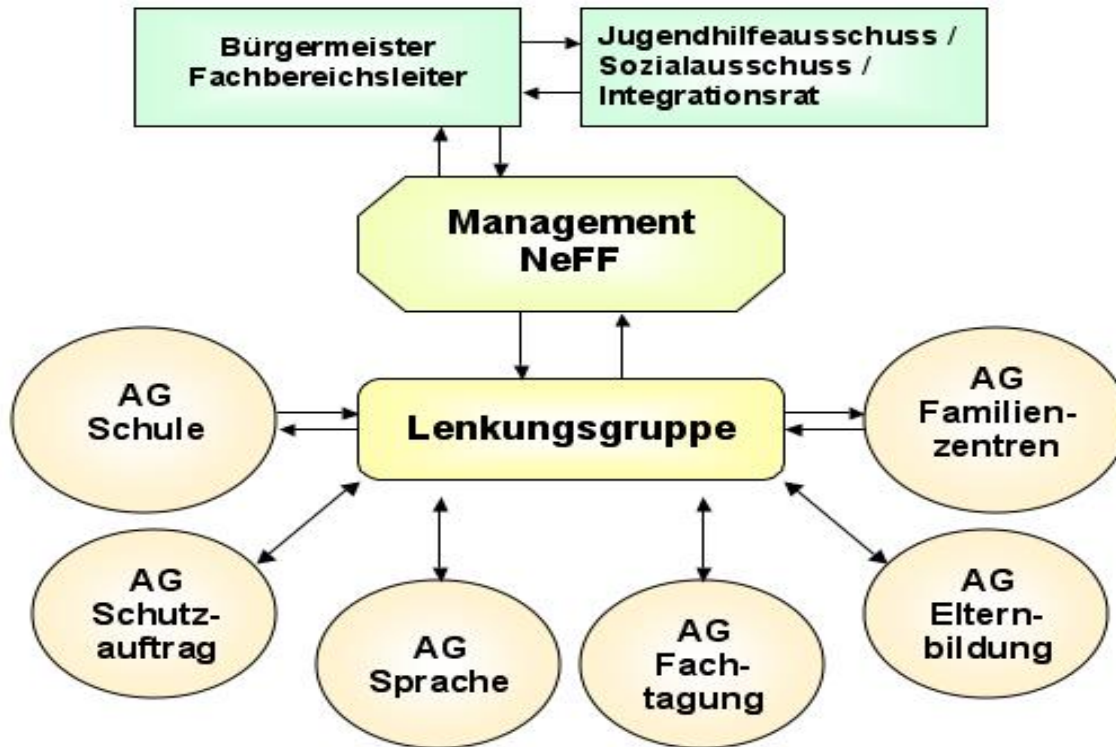 Bürgermeister
Fachbereichsleiter
Jugendhilfeausschuss /
Sozialausschuss /
Integrationsrat
Management
NeFF
AG
Schule
Lenkungsgruppe
AG
Familien-
zentren
AG
Schutz-
auftrag
AG
Sprache
AG
Fach-
tagung
AG
Eltern-
bildung